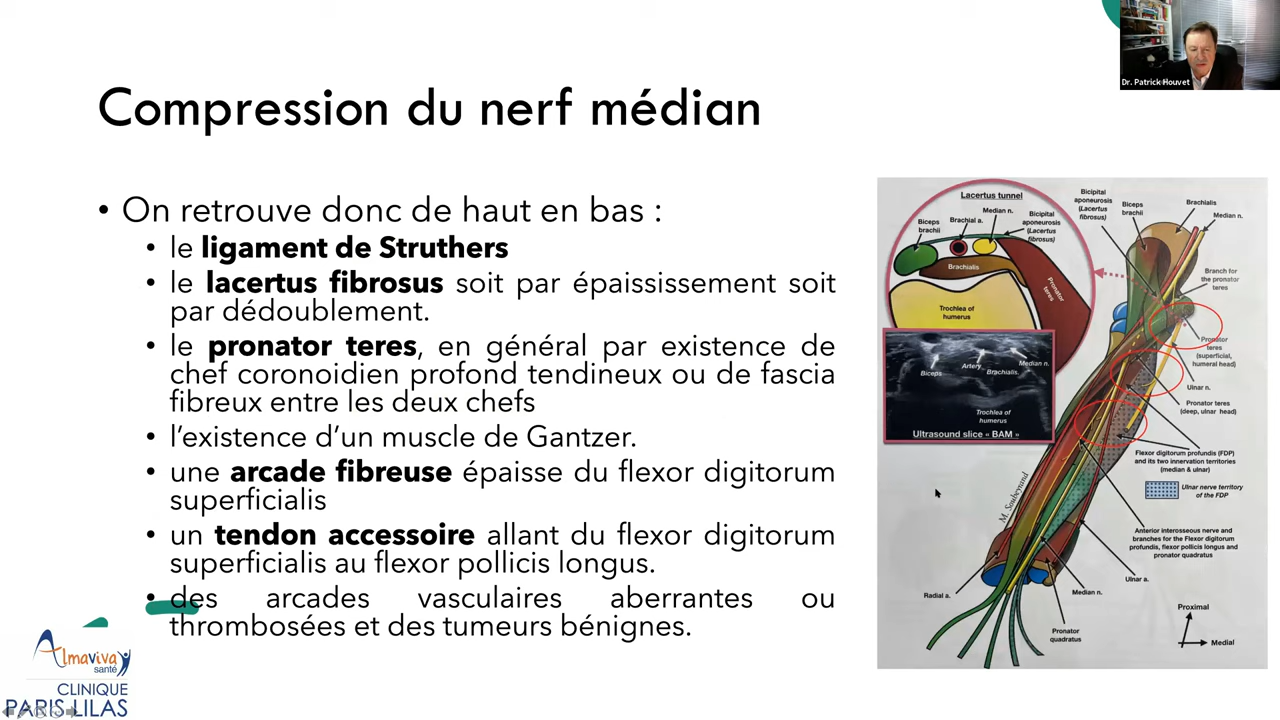 Dr. Patrick Houvet
Compression du nerf médian
• On retrouve donc de haut en bas :
• le ligament de Struthers
• le lacertus fibrosus soit par épaississement soit
par dédoublement.
• le pronator teres, en général par existence de
chef coronoïdien profond tendineux ou de fascia
fibreux entre les deux chefs
• l’existence d’un muscle de Gantzer.
• une arcade fibreuse épaisse du flexor digitorum
superficialis
• un tendon accessoire allant du flexor digitorum
superficialis au flexor pollicis longus.
• des arcades vasculaires aberrantes ou
thrombosées et des tumeurs bénignes.
Almaviva
santé
CLINIQUE
PARIS LILAS
Lacertus tunnel
Median n.
Brachial a.
Biceps
brachii
Bicipital
aponeurosis
(Lacertus
fibrosus)
Brachialis
Pronator
teres
Trochlea of
humerus
Biceps
Artery
Brachialis.
Median n.
Trochlea of
humerus
Ultrasound slice « BAM »
Bicipital
aponeurosis
(Lacertus
fibrosus)
Biceps
brachii
Brachialis
Median n.
Branch for
the pronator
teres
Pronator
teres
(superficial,
humeral head)
Ulnar n.
Pronator teres
(deep, ulnar head)
Flexor digitorum profundis (FDP)
and its two innervation territories
(median & ulnar)
Ulnar nerve territory
of the FDP
M. Soubeyrand
Anterior interosseous nerve and
branches for the Flexor digitorum
profundis, flexor pollicis longus and
pronator quadratus
Ulnar a.
Radial a.
Median n.
Pronator
quadratus
Proximal
Medial